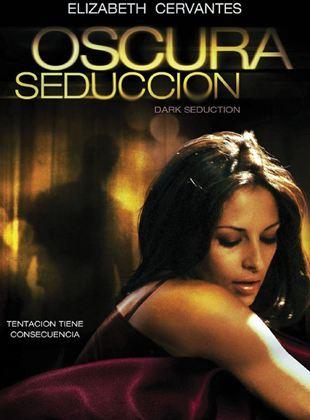 ELIZABETH CERVANTES
OSCURA
SEDUCCION
DARK SEDUCTION
TENTACION TIENE
CONSECUENCIA